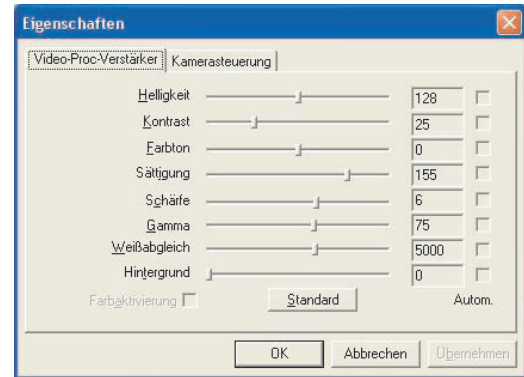 Eigenschaften
Video-Proc-Verstärker Kamerasteuerung
Helligkeit 128
Kontrast 25
Farbton 0
Sättigung 155
Schärfe 6
Gamma 75
Weißabgleich 5000
Hintergrund 0
Farbaktivierung Standard Autom.
OK Abbrechen Übernehmen